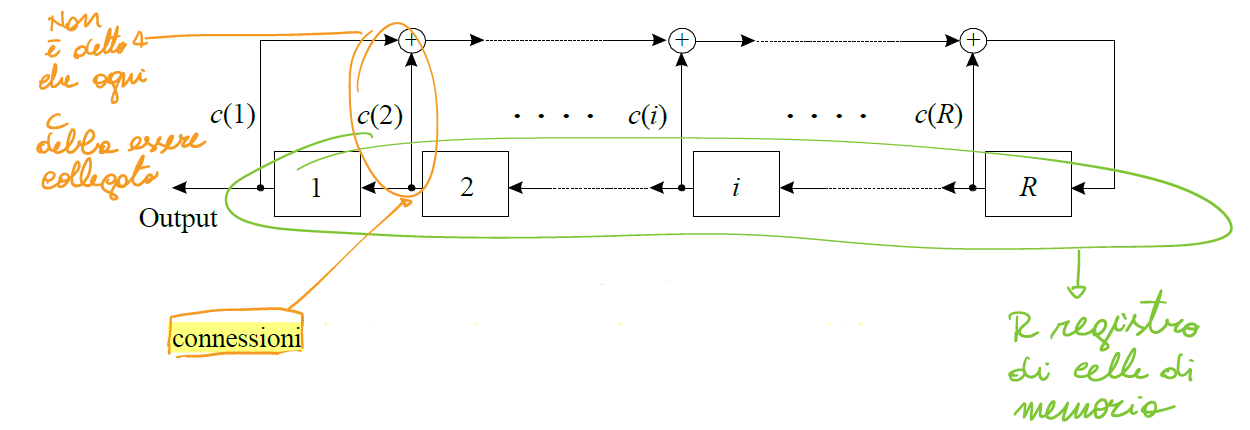 Non
è detto
che ogni
c
debba essere
collegato
c(1)
c(2)
. . . .
c(i)
. . . .
c(R)
+
+
+
1
2
i
R
Output
connessioni
R registro
di celle di
memoria